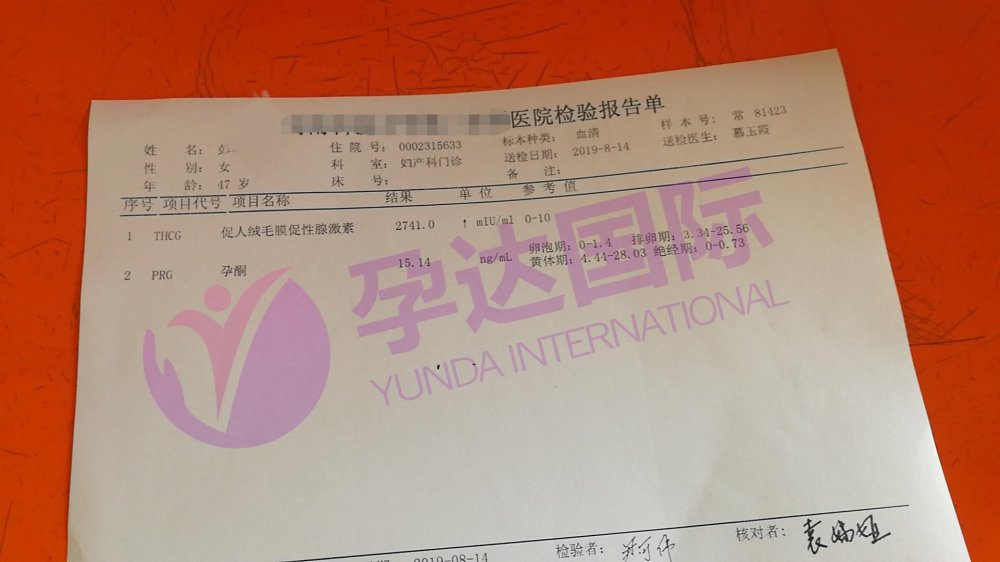 医院检验报告单
姓 名: 彭 住 院 号: 0002315633 标本种类: 血清 样 本 号: 常 81423
性 别: 女 科 室: 妇产科门诊 送检日期: 2019-8-14 送检医生: 慕玉霞
年 龄: 47 岁 床 号: 备 注:
序号 项目代号 项目名称 结果 单 位 参 考 值
1 THCG 促人绒毛膜促性腺激素 2741.0 ↑ mIU/ml 0-10
2 PRG 孕酮 15.14 ng/mL 卵泡期: 0-1.4 排卵期: 3.34-25.56
黄体期: 4.44-28.03 绝经期: 0-0.73
孕达国际
YUNDA INTERNATIONAL
2019-08-14 检验者: 核对者: